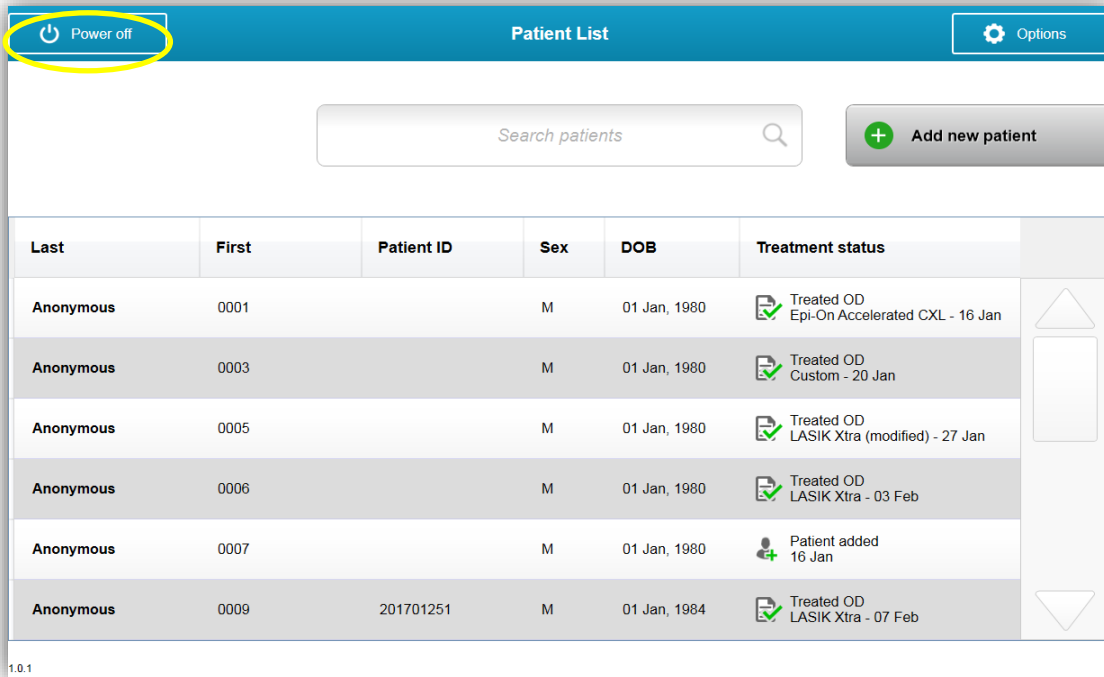 Power off Patient List Options
Search patients Add new patient
Last First Patient ID Sex DOB Treatment status
Anonymous 0001 M 01 Jan, 1980 Treated OD
Epi-On Accelerated CXL - 16 Jan
Anonymous 0003 M 01 Jan, 1980 Treated OD
Custom - 20 Jan
Anonymous 0005 M 01 Jan, 1980 Treated OD
LASIK Xtra (modified) - 27 Jan
Anonymous 0006 M 01 Jan, 1980 Treated OD
LASIK Xtra - 03 Feb
Anonymous 0007 M 01 Jan, 1980 Patient added
16 Jan
Anonymous 0009 201701251 M 01 Jan, 1984 Treated OD
LASIK Xtra - 07 Feb
1.0.1